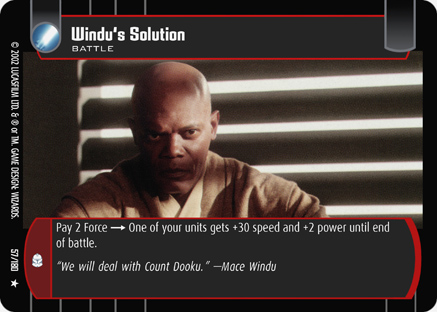 Windu's Solution
BATTLE
Pay 2 Force → One of your units gets +30 speed and +2 power until end
of battle.
"We will deal with Count Dooku." —Mace Windu
© 2002 LUCASFILM LTD. & ® or TM. GAME DESIGN: WIZARDS.
57/180 ★